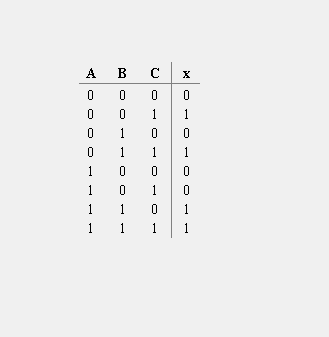 A B C x
0 0 0 0
0 0 1 1
0 1 0 0
0 1 1 1
1 0 0 0
1 0 1 0
1 1 0 1
1 1 1 1